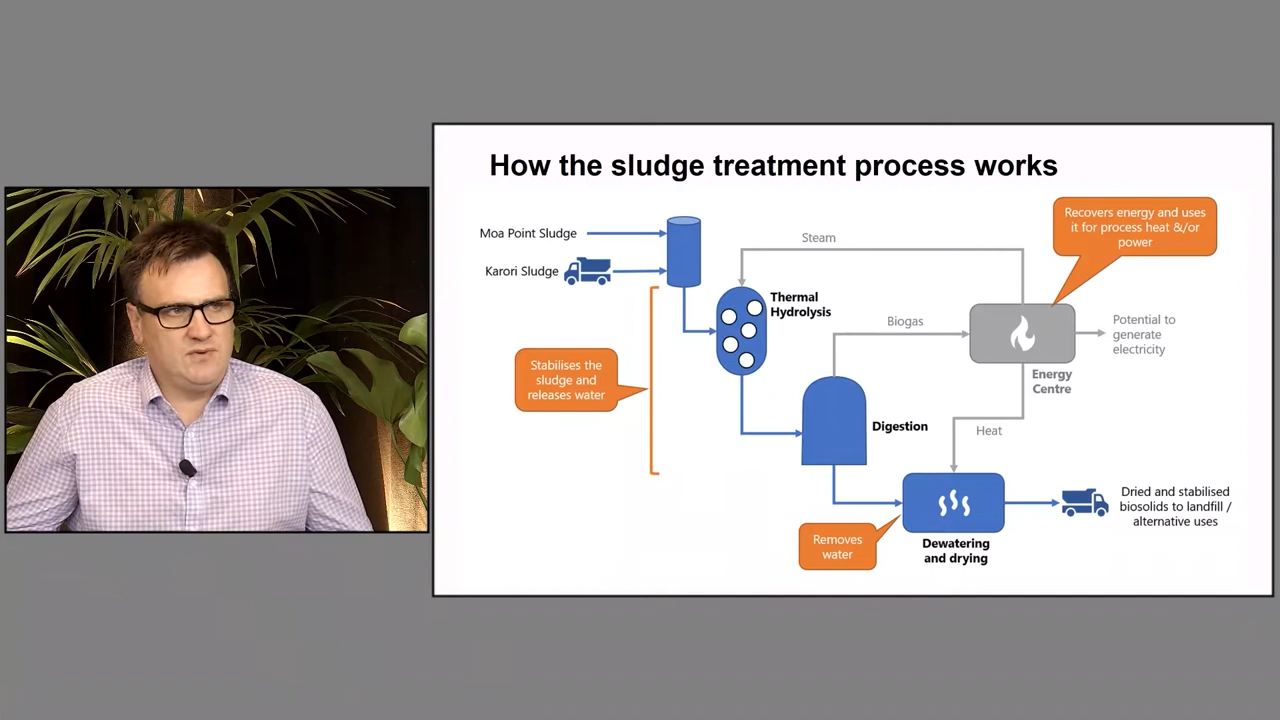 How the sludge treatment process works
Moa Point Sludge
Karori Sludge
Steam
Recovers energy and uses
it for process heat &/or
power
Thermal
Hydrolysis
Biogas
Potential to
generate
electricity
Energy
Centre
Stabilises the
sludge and
releases water
Digestion
Heat
Removes
water
Dewatering
and drying
Dried and stabilised
biosolids to landfill /
alternative uses